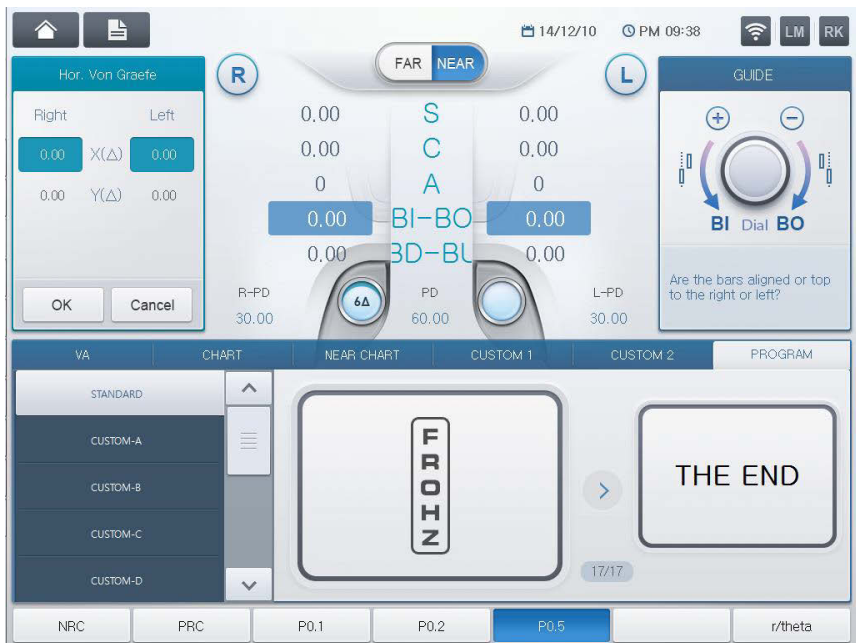 14/12/10 PM 09:38 LM RK
Hor. Von Graefe
Right Left
0.00 X(△) 0.00
0.00 Y(△) 0.00
OK Cancel
R L
FAR NEAR
0.00 S 0.00
0.00 C 0.00
0 A 0
0.00 BI-BO 0.00
0.00 BD-BU 0.00
6Δ
R-PD PD L-PD
30.00 60.00 30.00
GUIDE
+ −
BI Dial BO
Are the bars aligned or top
to the right or left?
VA CHART NEAR CHART CUSTOM 1 CUSTOM 2 PROGRAM
STANDARD
CUSTOM-A
CUSTOM-B
CUSTOM-C
CUSTOM-D
F
R
O
H
Z
THE END
17/17
NRC PRC P0.1 P0.2 P0.5 r/theta